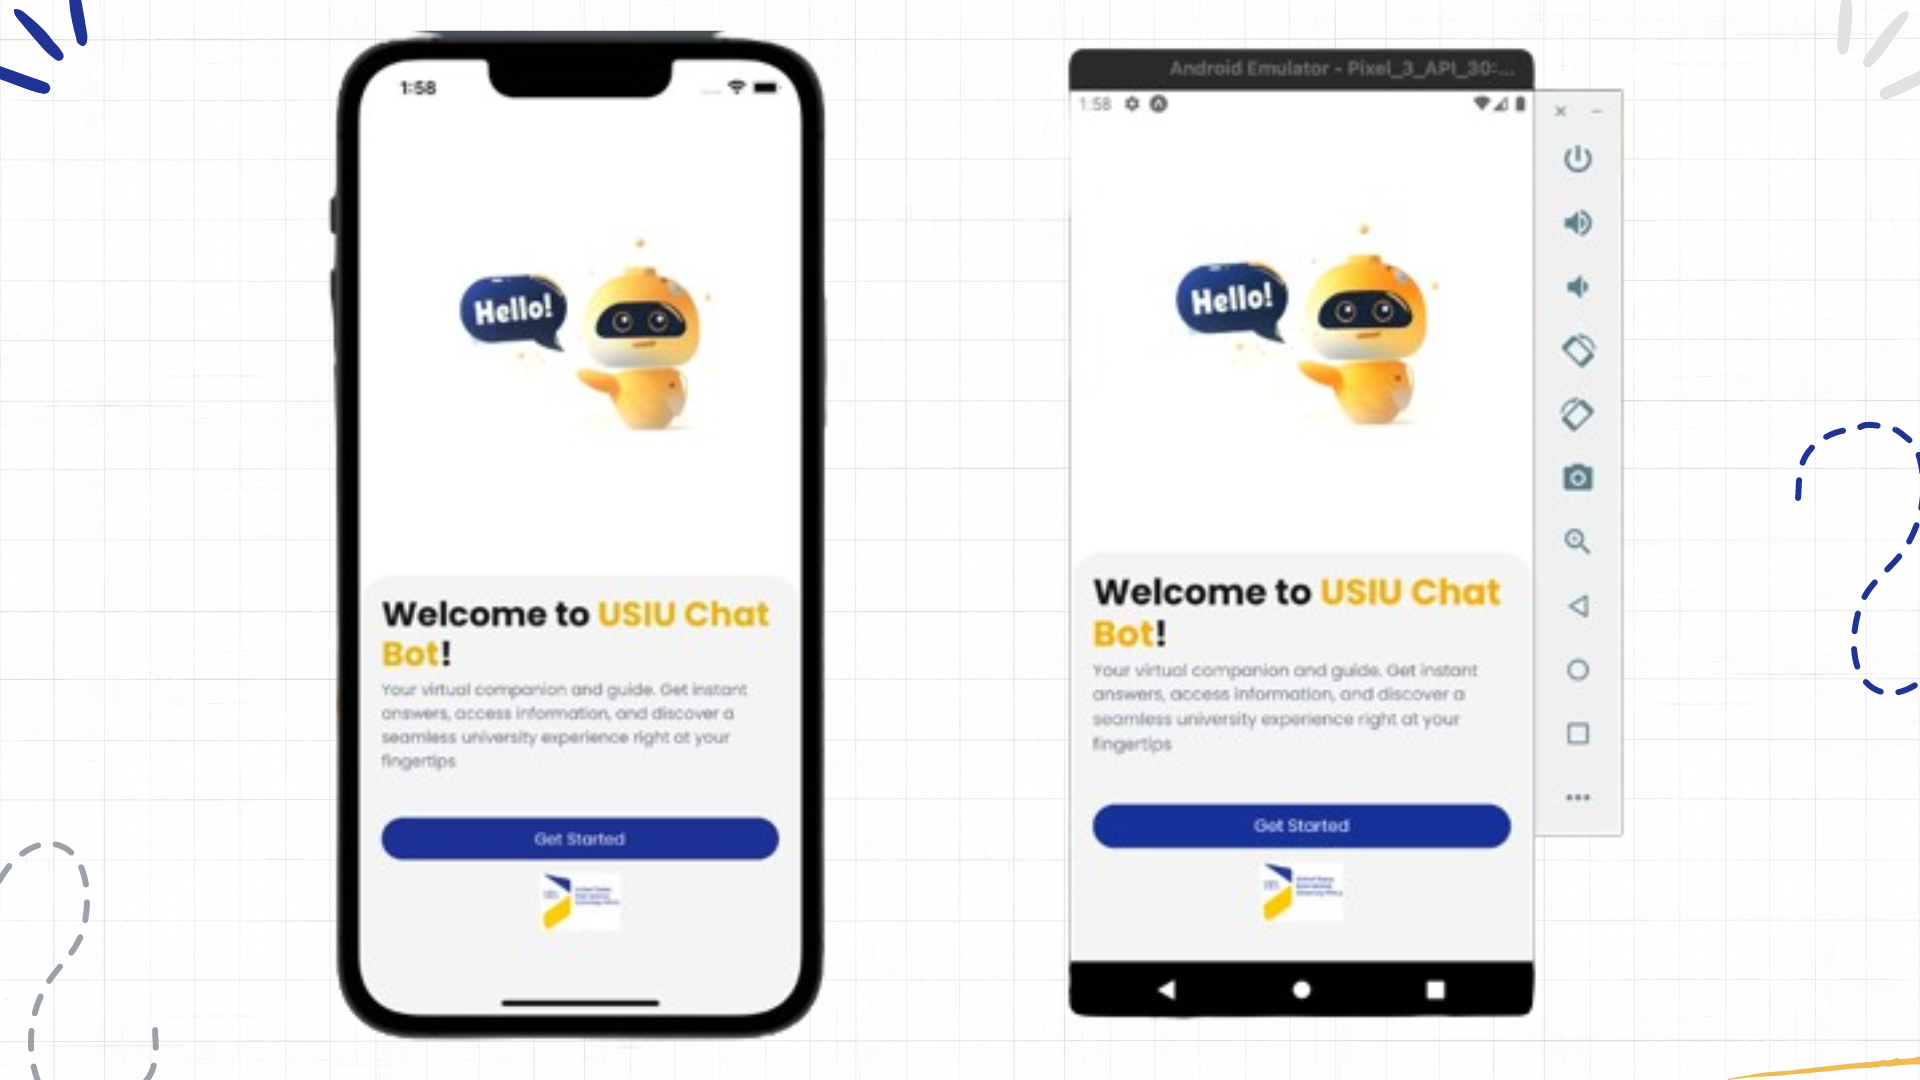 1:58
Hello!
Welcome to USIU Chat
Bot!
Your virtual companion and guide. Get instant
answers, access information, and discover a
seamless university experience right at your
fingertips
Get Started
Android Emulator - Pixel_3_API_30:...
1:58
Hello!
Welcome to USIU Chat
Bot!
Your virtual companion and guide. Get instant
answers, access information, and discover a
seamless university experience right at your
fingertips
Get Started